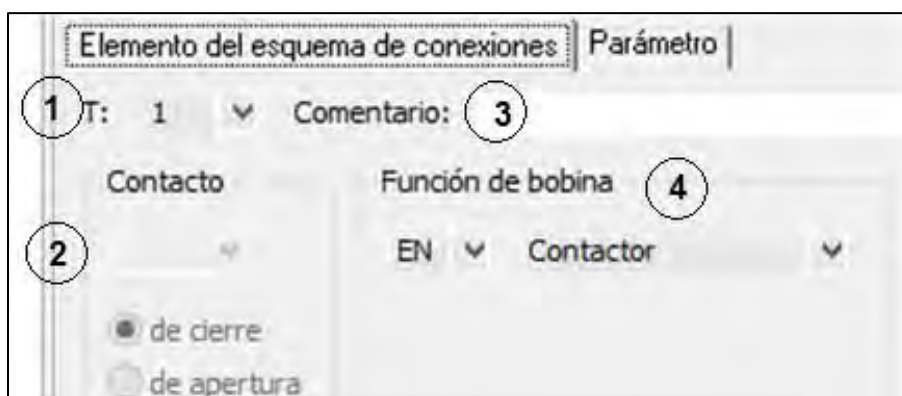 Elemento del esquema de conexiones Parámetro
1 T: 1 Comentario: 3
Contacto Función de bobina 4
2 EN Contactor
de cierre
de apertura